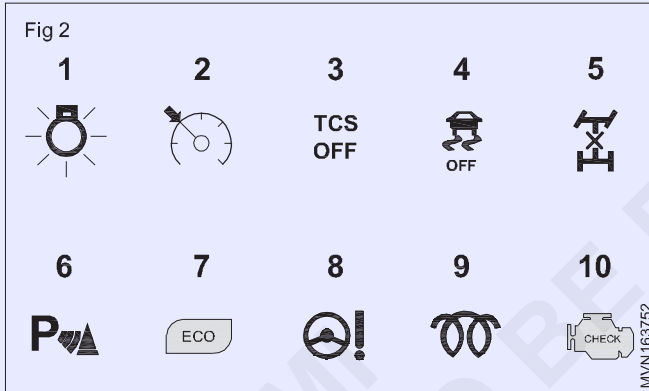 Fig 2
1 2 3 4 5
TCS
OFF
OFF
6 7 8 9 10
P
ECO
!
CHECK
MVN163752